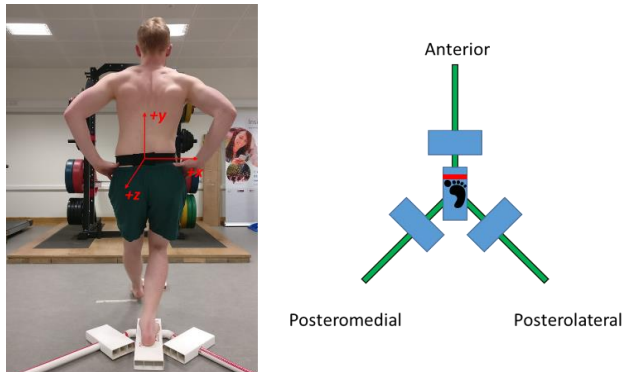 +y
+x
+z
Anterior
Posteromedial
Posterolateral